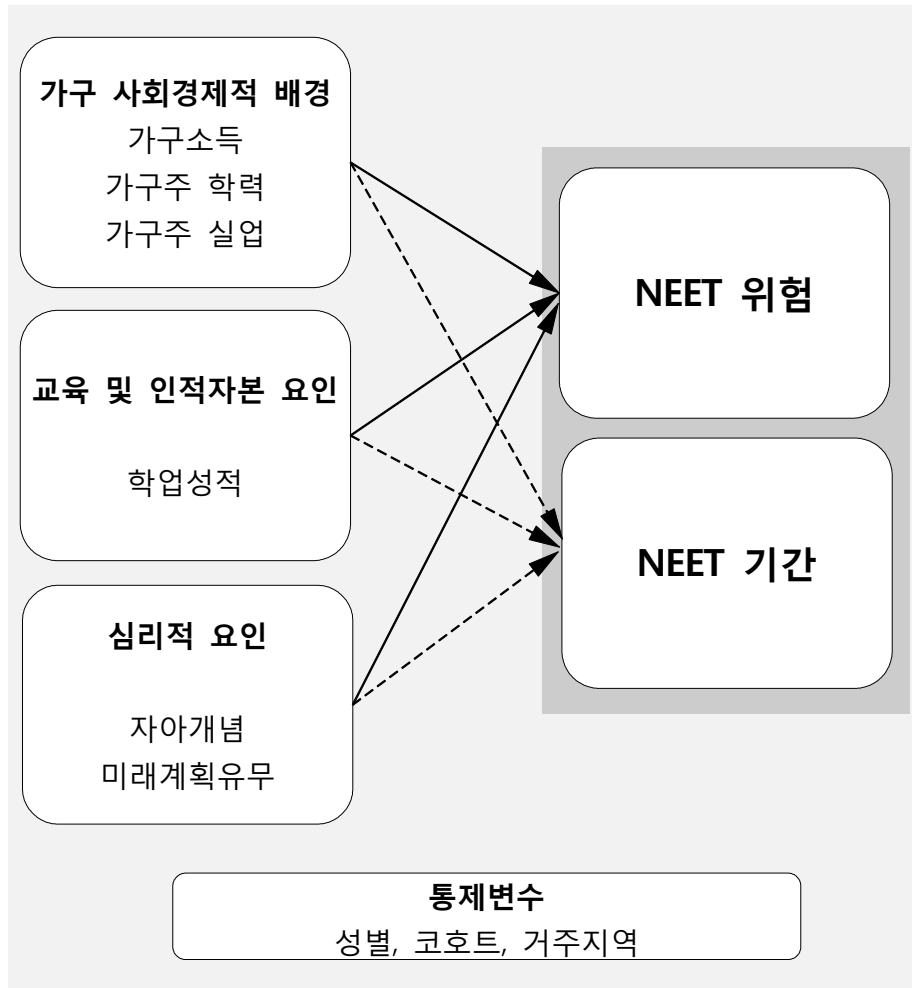 가구 사회경제적 배경
가구소득
가구주 학력
가구주 실업
NEET 위험
교육 및 인적자본 요인
학업성적
NEET 기간
심리적 요인
자아개념
미래계획유무
통제변수
성별, 코호트, 거주지역